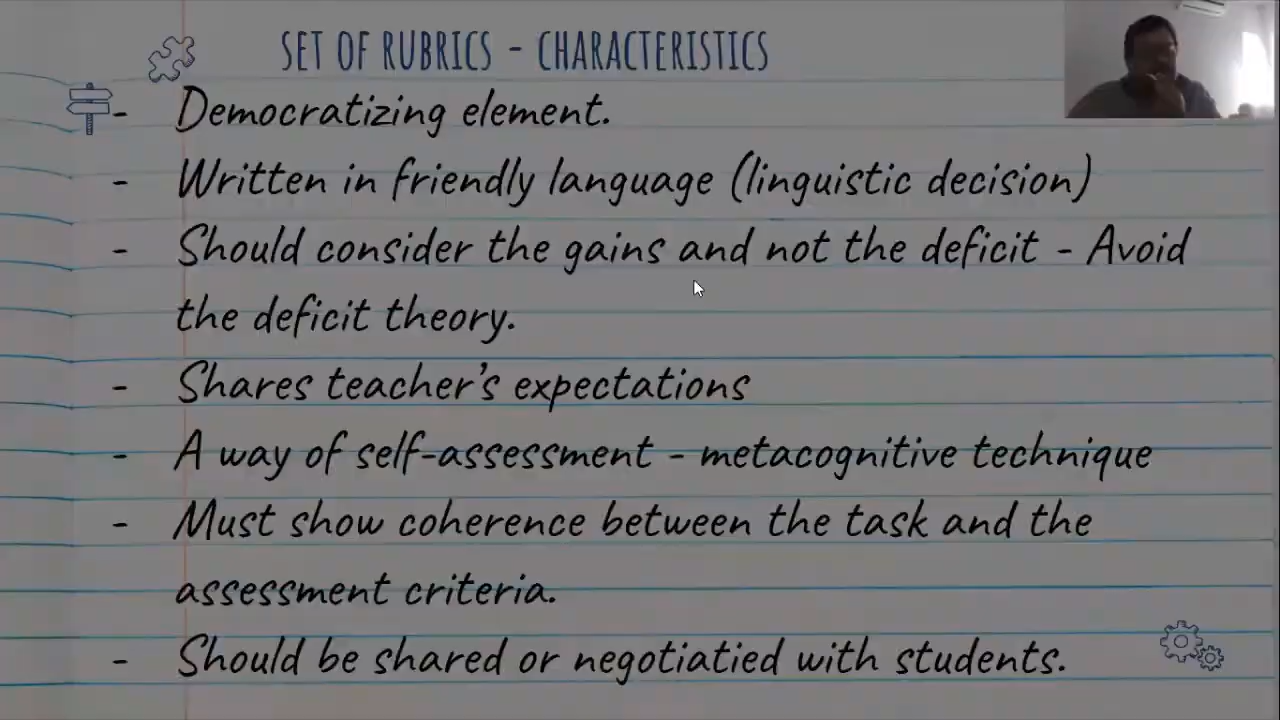 SET OF RUBRICS - CHARACTERISTICS
- Democratizing element.
- Written in friendly language (linguistic decision)
- Should consider the gains and not the deficit - Avoid
the deficit theory.
- Shares teacher's expectations
- A way of self-assessment - metacognitive technique
- Must show coherence between the task and the
assessment criteria.
- Should be shared or negotiatied with students.